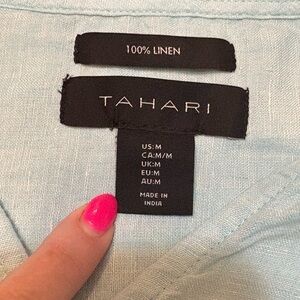 100% LINEN
TAHARI
US:M
CA:M/M
UK:M
EU:M
AU:M
MADE IN
INDIA